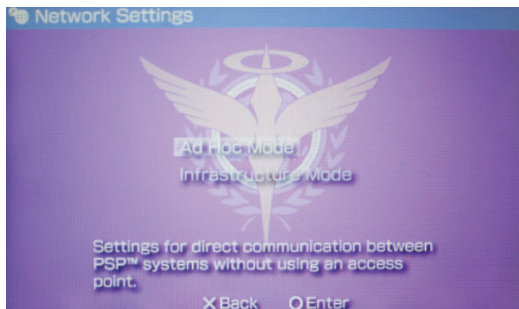 Network Settings
Ad Hoc Mode
Infrastructure Mode
Settings for direct communication between
PSP™ systems without using an access
point.
X Back O Enter